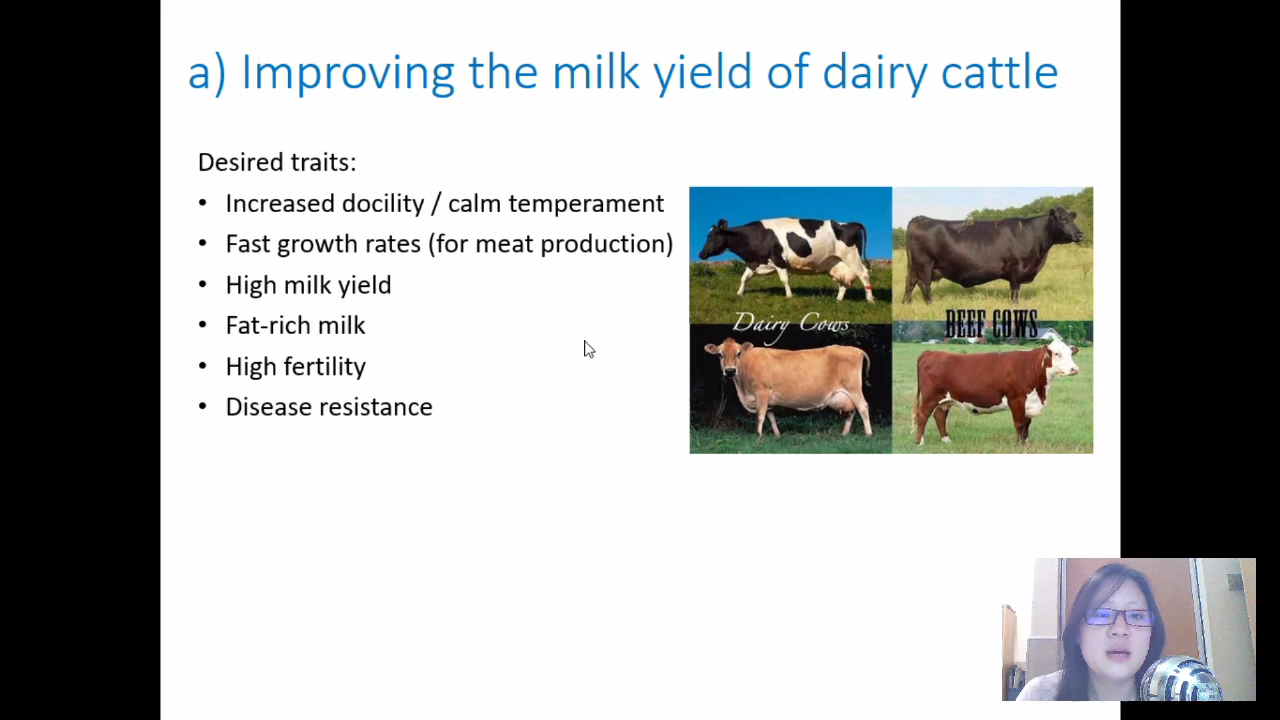 a) Improving the milk yield of dairy cattle
Desired traits:
• Increased docility / calm temperament
• Fast growth rates (for meat production)
• High milk yield
• Fat-rich milk
• High fertility
• Disease resistance
Dairy Cows
BEEF COWS